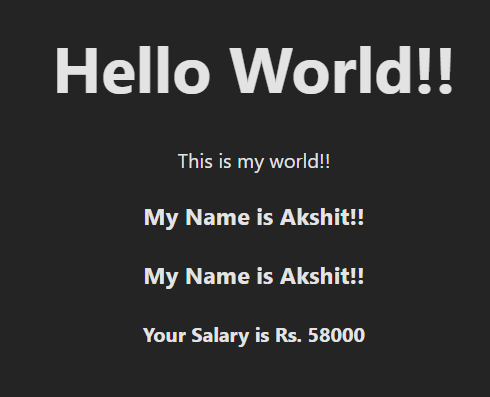 Hello World!!
This is my world!!
My Name is Akshit!!
My Name is Akshit!!
Your Salary is Rs. 58000